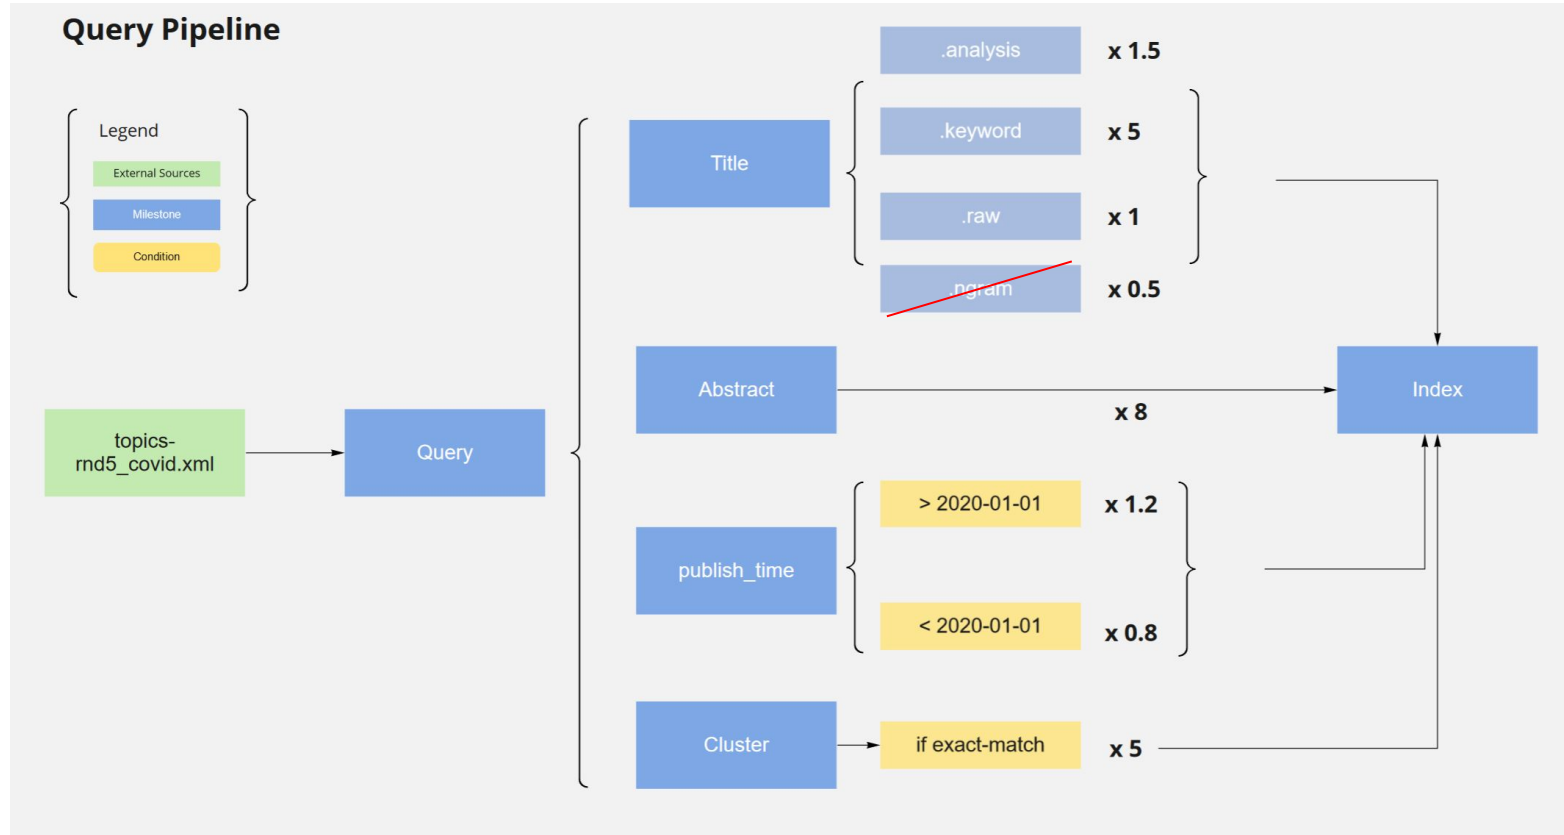 Query Pipeline
Legend
External Sources
Milestone
Condition
topics-
rnd5_covid.xml
Query
Title
.analysis
x 1.5
.keyword
x 5
.raw
x 1
.ngram
x 0.5
Abstract
x 8
Index
publish_time
> 2020-01-01
x 1.2
< 2020-01-01
x 0.8
Cluster
if exact-match
x 5